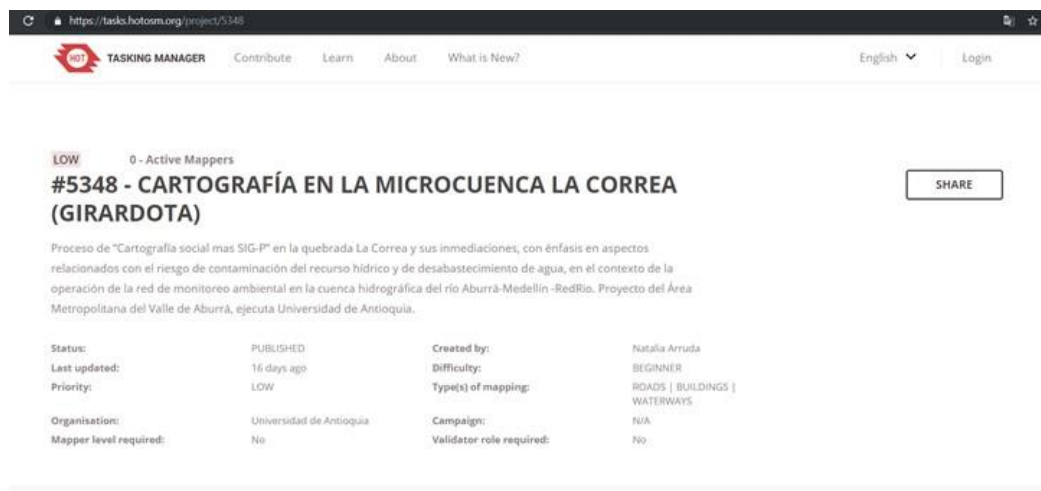 https://tasks.hotosm.org/project/5348
HOT TASKING MANAGER Contribute Learn About What is New? English Login
LOW 0 - Active Mappers
#5348 - CARTOGRAFÍA EN LA MICROCUENCA LA CORREA
(GIRARDOTA)
SHARE
Proceso de "Cartografía social mas SIG-P" en la quebrada La Correa y sus inmediaciones, con énfasis en aspectos
relacionados con el riesgo de contaminación del recurso hídrico y de desabastecimiento de agua, en el contexto de la
operación de la red de monitoreo ambiental en la cuenca hidrográfica del río Aburrá-Medellín -RedRio. Proyecto del Área
Metropolitana del Valle de Aburrá, ejecuta Universidad de Antioquia.
Status: PUBLISHED Created by: Natalia Arruda
Last updated: 16 days ago Difficulty: BEGINNER
Priority: LOW Type(s) of mapping: ROADS | BUILDINGS |
WATERWAYS
Organisation: Universidad de Antioquia Campaign: N/A
Mapper level required: No Validator role required: No